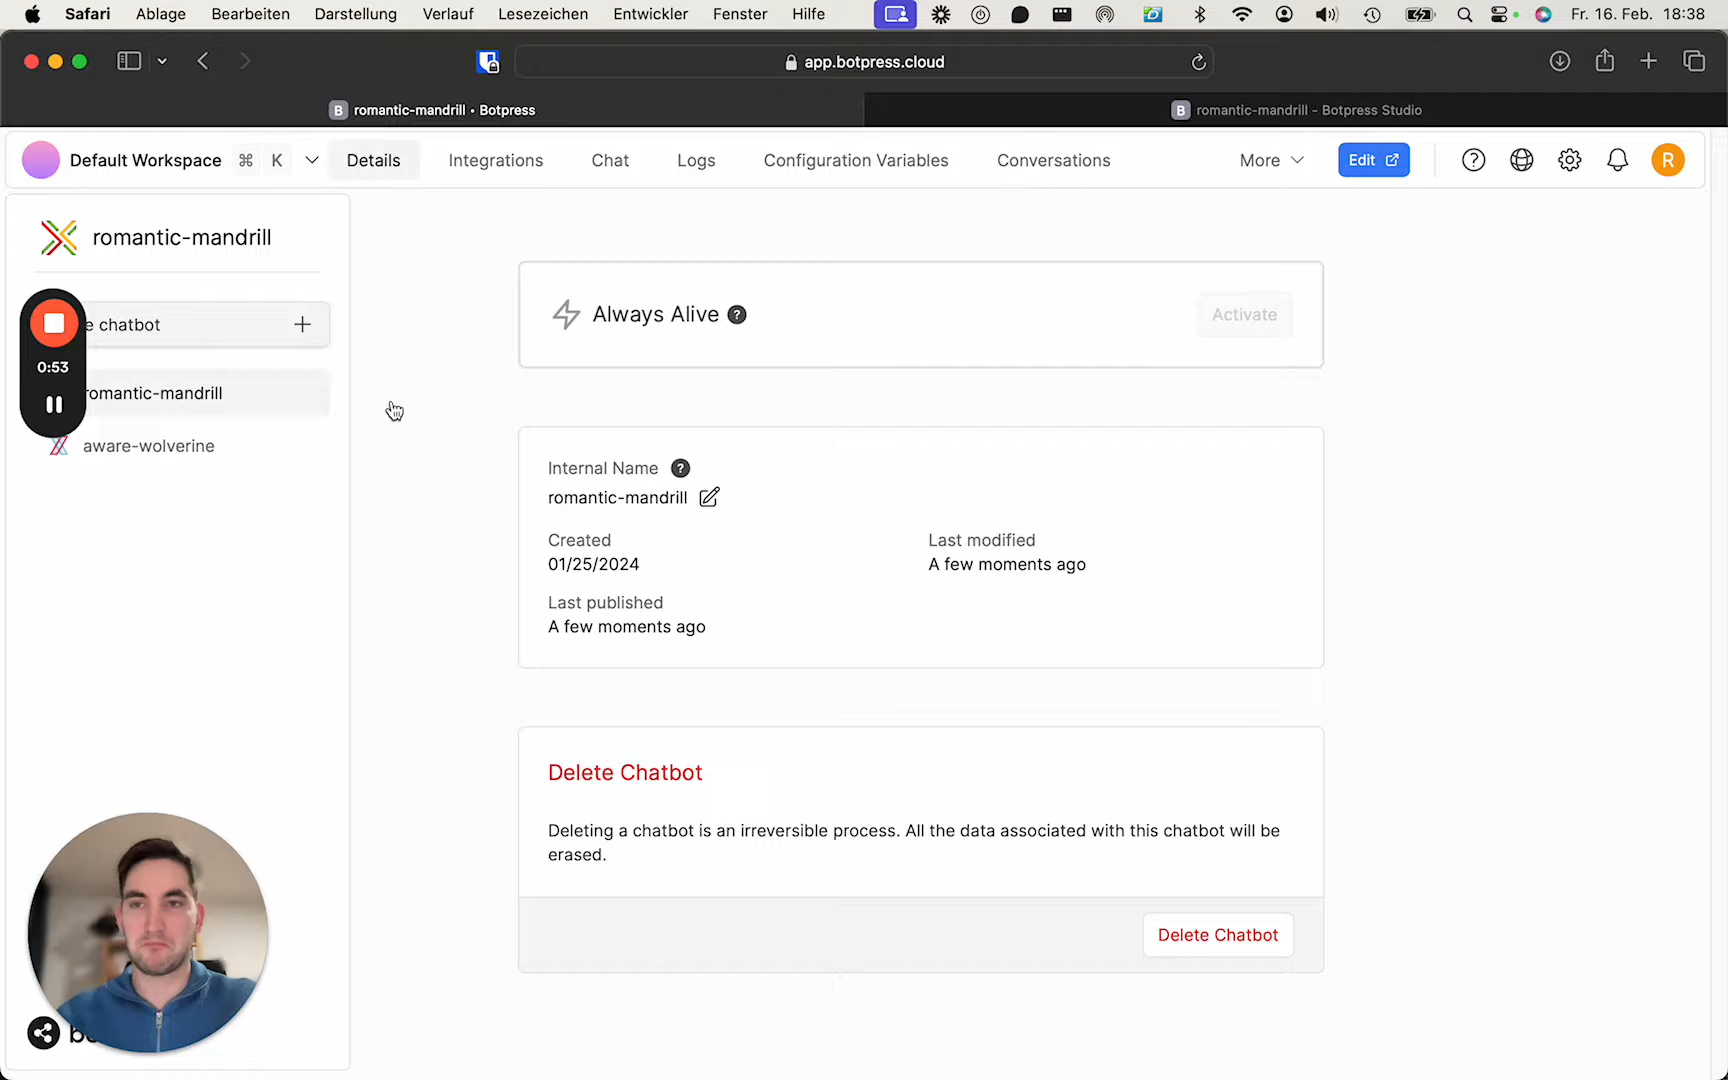 Safari Ablage Bearbeiten Darstellung Verlauf Lesezeichen Entwickler Fenster Hilfe Fr. 16. Feb. 18:38
app.botpress.cloud
B romantic-mandrill • Botpress
B romantic-mandrill - Botpress Studio
Default Workspace ⌘ K Details Integrations Chat Logs Configuration Variables Conversations More Edit R
romantic-mandrill
e chatbot
0:53
romantic-mandrill
aware-wolverine
Always Alive ? Activate
Internal Name ?
romantic-mandrill
Created Last modified
01/25/2024 A few moments ago
Last published
A few moments ago
Delete Chatbot
Deleting a chatbot is an irreversible process. All the data associated with this chatbot will be
erased.
Delete Chatbot